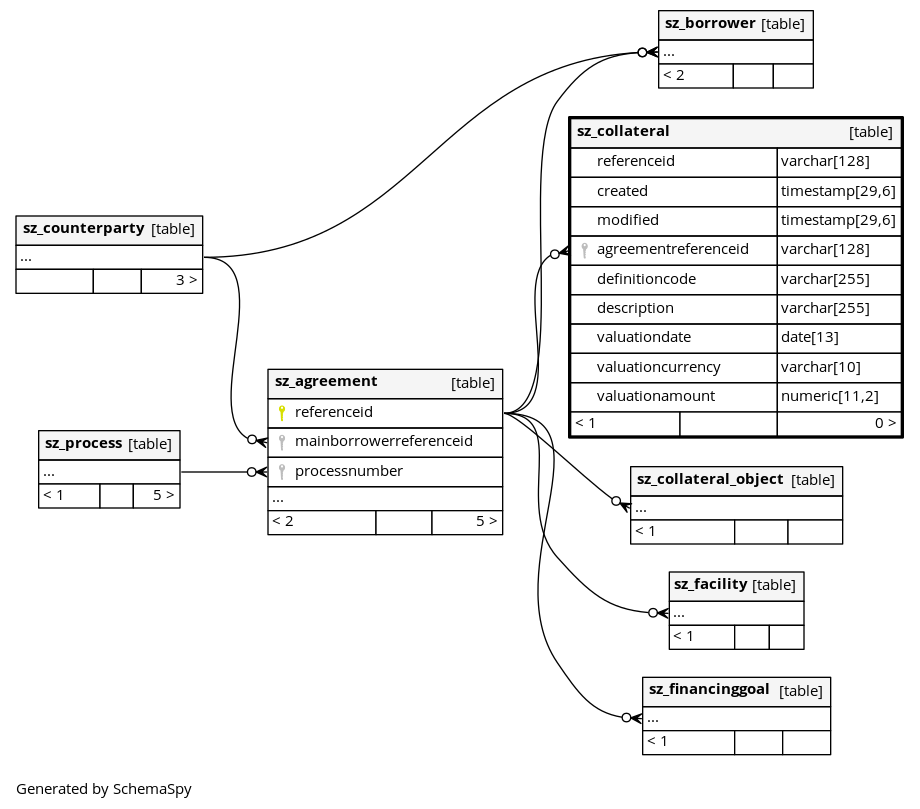 sz_borrower [table]
...
< 2
sz_collateral [table]
referenceid varchar[128]
created timestamp[29,6]
modified timestamp[29,6]
agreementreferenceid varchar[128]
definitioncode varchar[255]
description varchar[255]
valuationdate date[13]
valuationcurrency varchar[10]
valuationamount numeric[11,2]
< 1 0 >
sz_counterparty [table]
...
3 >
sz_agreement [table]
referenceid
mainborrowerreferenceid
processnumber
...
< 2 5 >
sz_process [table]
...
< 1 5 >
sz_collateral_object [table]
...
< 1
sz_facility [table]
...
< 1
sz_financinggoal [table]
...
< 1
Generated by SchemaSpy